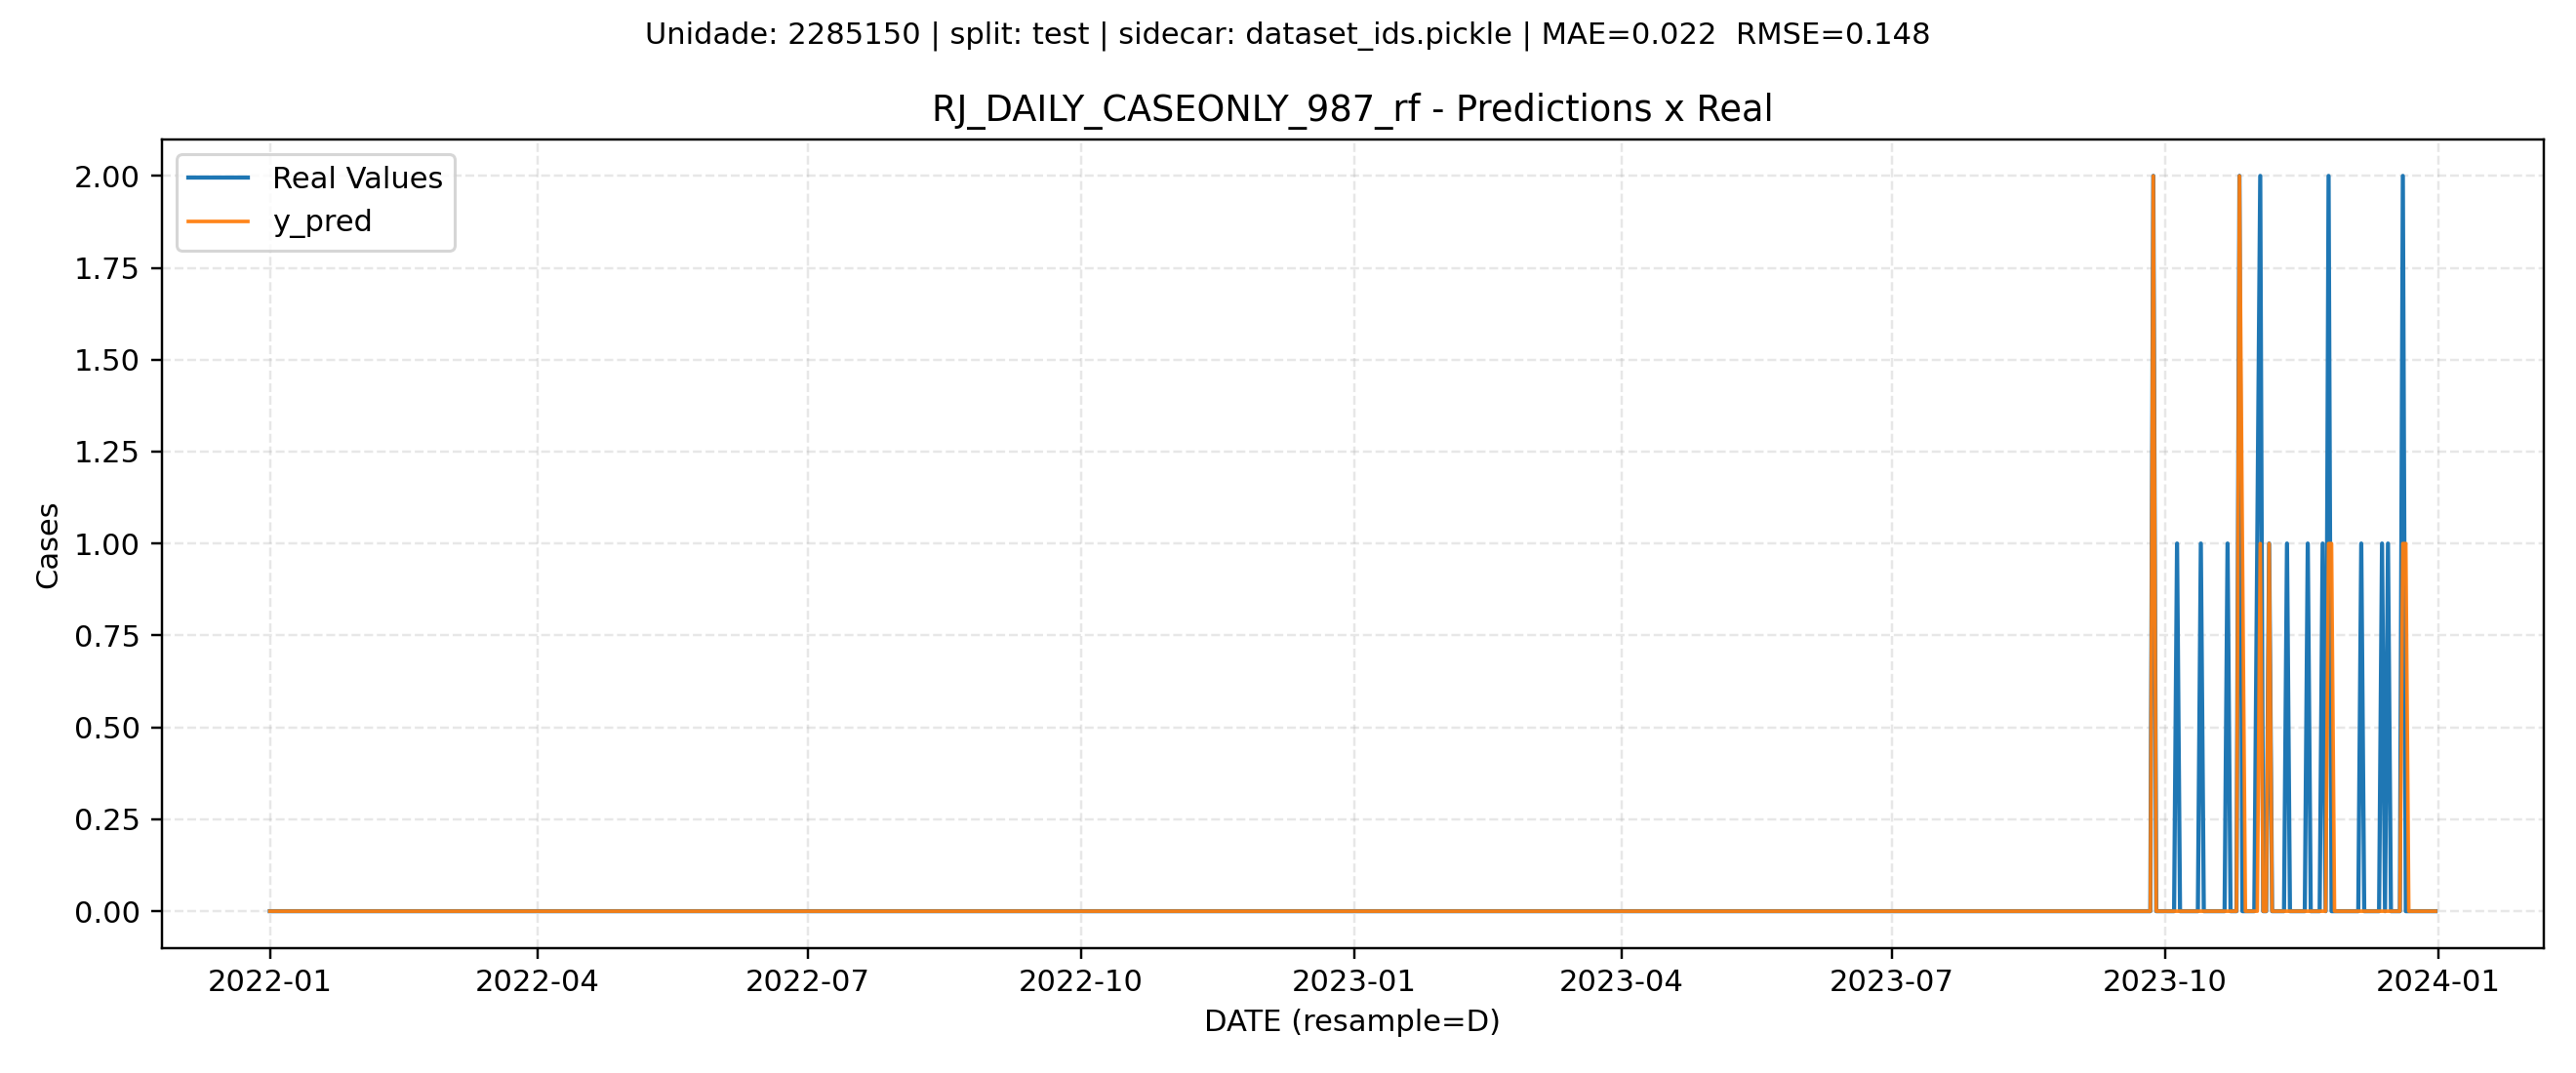 Unidade: 2285150 | split: test | sidecar: dataset_ids.pickle | MAE=0.022  RMSE=0.148
RJ_DAILY_CASEONLY_987_rf - Predictions x Real
Real Values
y_pred
2.00
1.75
1.50
1.25
1.00
0.75
0.50
0.25
0.00
Cases
2022-01 2022-04 2022-07 2022-10 2023-01 2023-04 2023-07 2023-10 2024-01
DATE (resample=D)